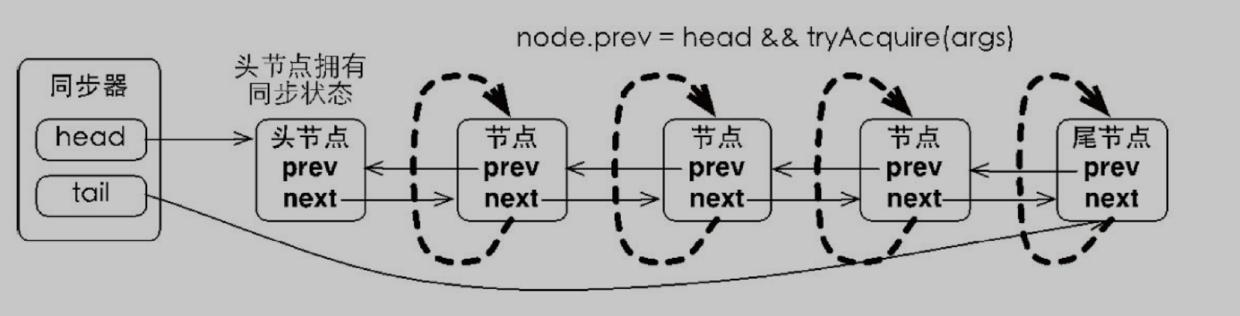 node.prev = head && tryAcquire(args)
同步器
head
tail
头节点拥有
同步状态
头节点
prev
next
节点
prev
next
节点
prev
next
节点
prev
next
尾节点
prev
next